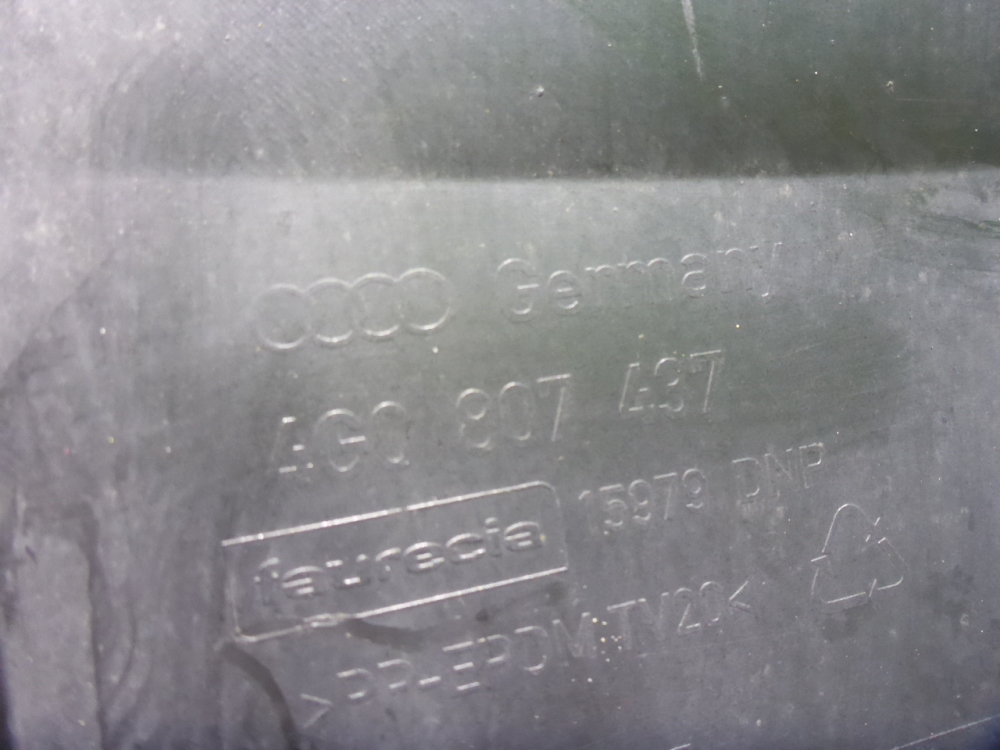 Germany
4G0 807 437
faurecia 15979 DNP
>PP-EPDM-TV20<